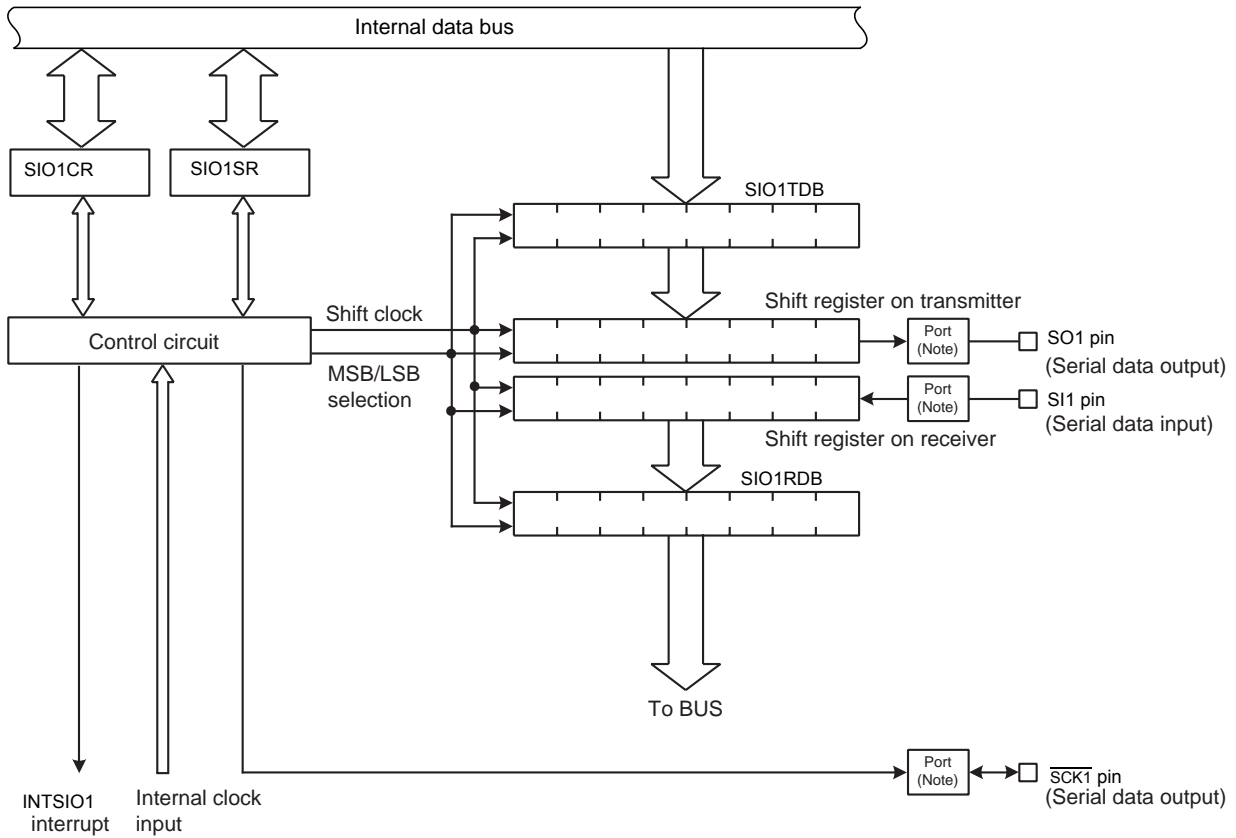 Internal data bus
SIO1CR
SIO1SR
SIO1TDB
Shift register on transmitter
Shift clock
Control circuit
MSB/LSB
selection
Port
(Note)
SO1 pin
(Serial data output)
Port
(Note)
SI1 pin
(Serial data input)
Shift register on receiver
SIO1RDB
To BUS
Port
(Note)
SCK1 pin
(Serial data output)
INTSIO1
interrupt
Internal clock
input